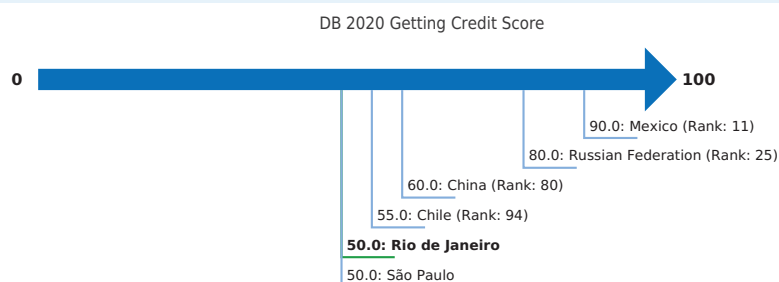 DB 2020 Getting Credit Score
0
100
90.0: Mexico (Rank: 11)
80.0: Russian Federation (Rank: 25)
60.0: China (Rank: 80)
55.0: Chile (Rank: 94)
50.0: Rio de Janeiro
50.0: São Paulo